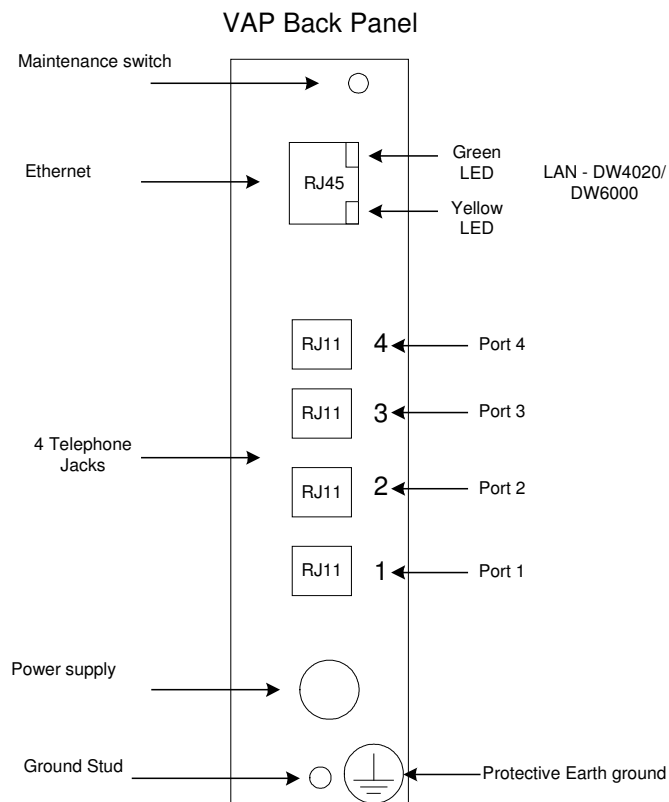 VAP Back Panel
Maintenance switch
Ethernet
RJ45
Green
LED
Yellow
LED
LAN - DW4020/
DW6000
RJ11
4
Port 4
RJ11
3
Port 3
4 Telephone
Jacks
RJ11
2
Port 2
RJ11
1
Port 1
Power supply
Ground Stud
Protective Earth ground